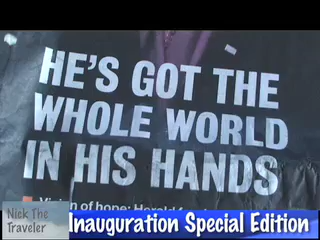 HE'S GOT THE
WHOLE WORLD
IN HIS HANDS
Vision of hope:
Nick The
Traveler
Inauguration Special Edition